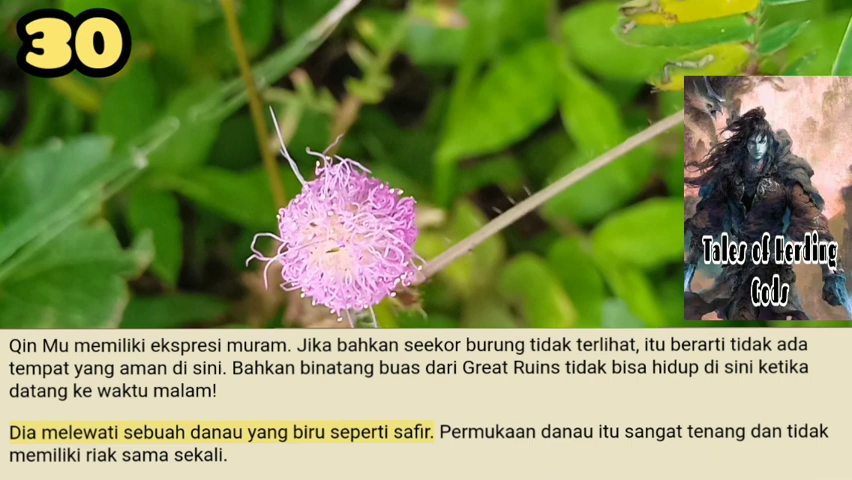 30
Tales of Herding
Gods
Qin Mu memiliki ekspresi muram. Jika bahkan seekor burung tidak terlihat, itu berarti tidak ada
tempat yang aman di sini. Bahkan binatang buas dari Great Ruins tidak bisa hidup di sini ketika
datang ke waktu malam!
Dia melewati sebuah danau yang biru seperti safir. Permukaan danau itu sangat tenang dan tidak
memiliki riak sama sekali.